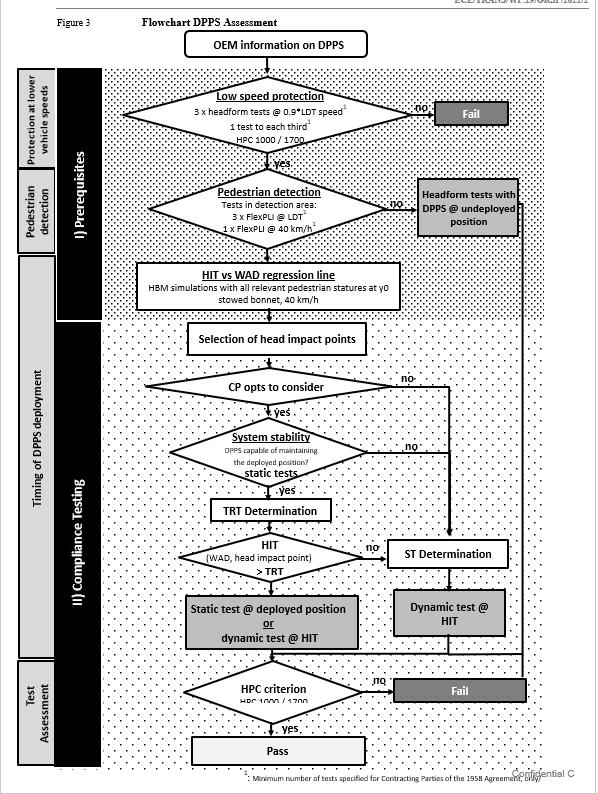 ECE/TRANS/WP.29/GRSP/2022/2
Figure 3
Flowchart DPPS Assessment
OEM information on DPPS
Protection at lower
vehicle speeds
I) Prerequisites
Low speed protection
3 x headform tests @ 0.9*LDT speed1
1 test to each third1
HPC 1000 / 1700
no
Fail
yes
Pedestrian
detection
Pedestrian detection
Tests in detection area:
3 x FlexPLI @ LDT1
1 x FlexPLI @ 40 km/h1
no
Headform tests with
DPPS @ undeployed
position
yes
Timing of DPPS deployment
HIT vs WAD regression line
HBM simulations with all relevant pedestrian statures at y0
stowed bonnet, 40 km/h
II) Compliance Testing
Selection of head impact points
CP opts to consider
no
yes
System stability
DPPS capable of maintaining
the deployed position?
static tests
no
yes
TRT Determination
HIT
(WAD, head impact point)
> TRT
no
ST Determination
Static test @ deployed position
or
dynamic test @ HIT
Dynamic test @
HIT
Test
Assessment
HPC criterion
HPC 1000 / 1700
no
Fail
yes
Pass
Confidential C
1: Minimum number of tests specified for Contracting Parties of the 1958 Agreement, only/